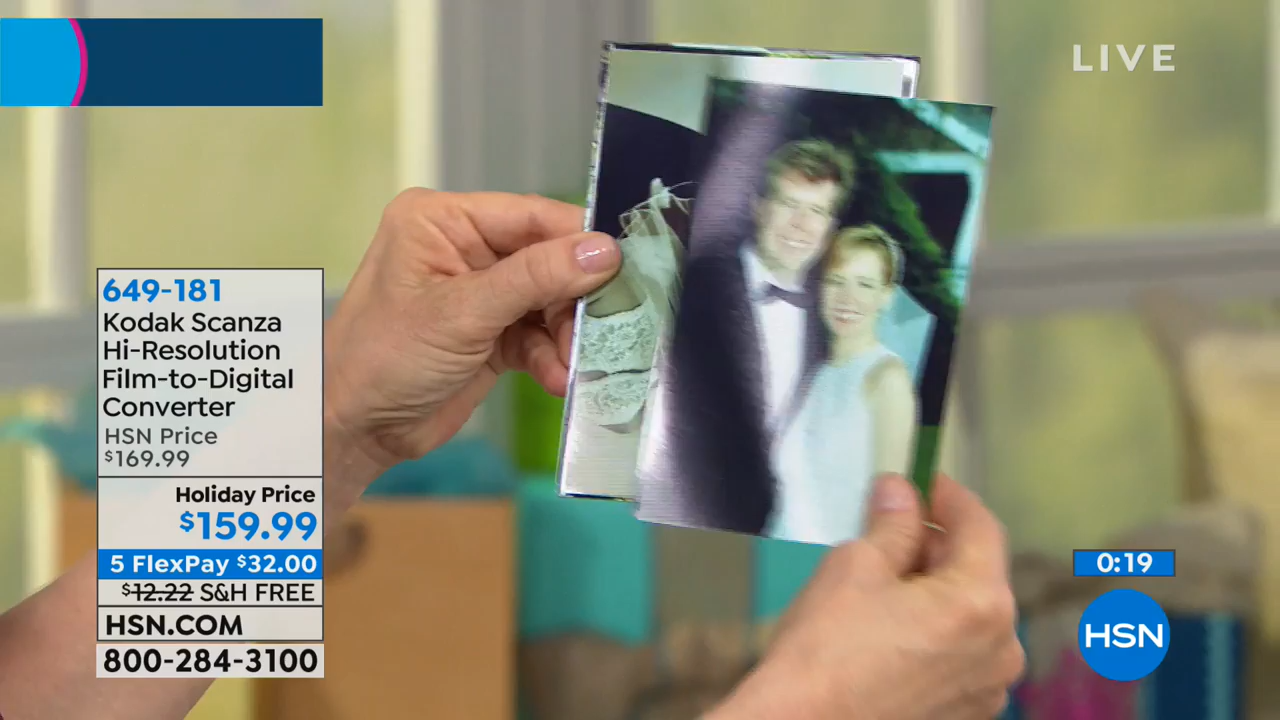 LIVE
649-181
Kodak Scanza
Hi-Resolution
Film-to-Digital
Converter
HSN Price
$169.99
Holiday Price
$159.99
5 FlexPay $32.00
$12.22 S&H FREE
HSN.COM
800-284-3100
0:19
HSN